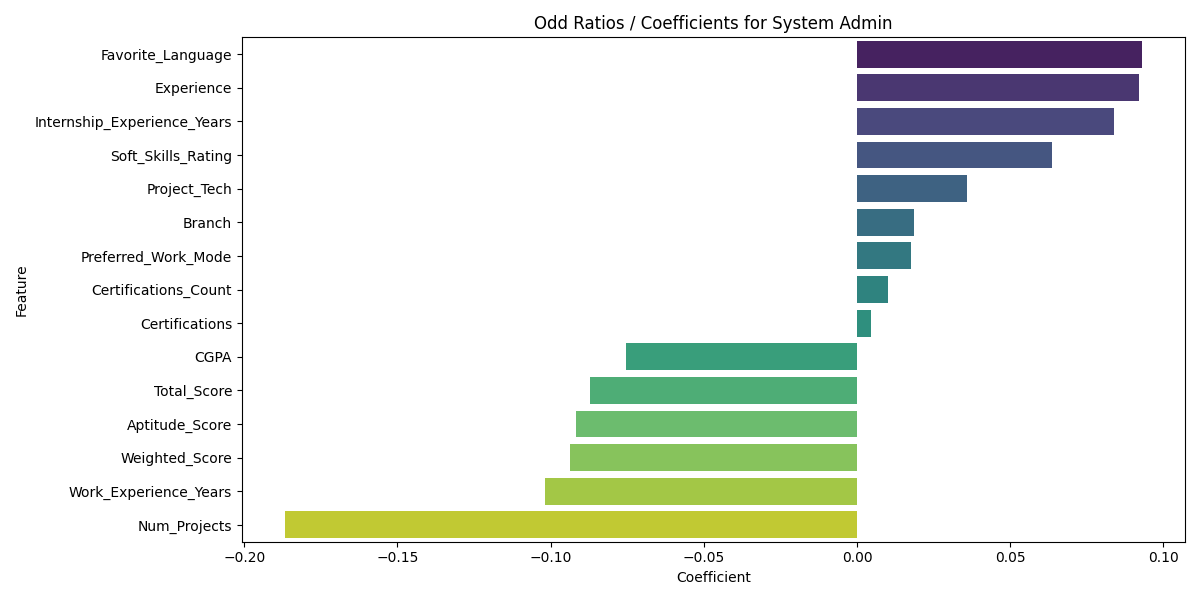 Odd Ratios / Coefficients for System Admin
Feature
Favorite_Language
Experience
Internship_Experience_Years
Soft_Skills_Rating
Project_Tech
Branch
Preferred_Work_Mode
Certifications_Count
Certifications
CGPA
Total_Score
Aptitude_Score
Weighted_Score
Work_Experience_Years
Num_Projects
−0.20 −0.15 −0.10 −0.05 0.00 0.05 0.10
Coefficient